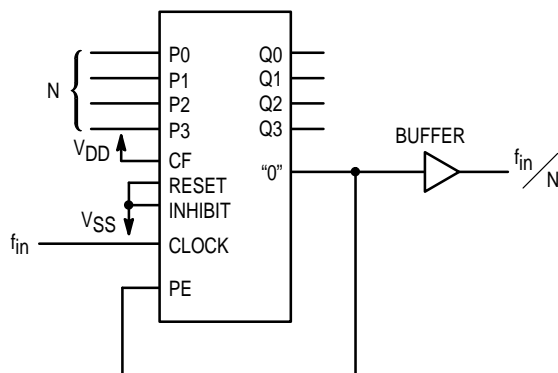 P0
P1
P2
P3
N
VDD
CF
RESET
VSS
INHIBIT
fin
CLOCK
PE
Q0
Q1
Q2
Q3
“0”
BUFFER
fin/N